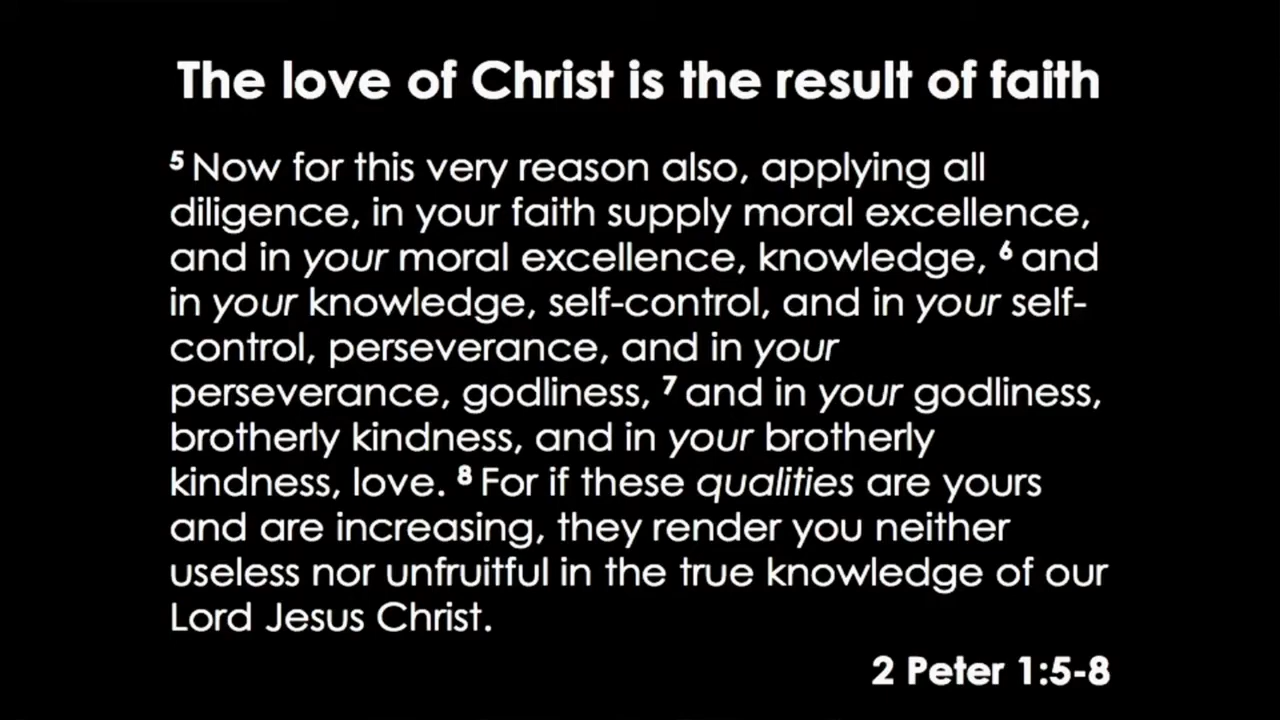 The love of Christ is the result of faith
5 Now for this very reason also, applying all
diligence, in your faith supply moral excellence,
and in your moral excellence, knowledge, 6 and
in your knowledge, self-control, and in your self-
control, perseverance, and in your
perseverance, godliness, 7 and in your godliness,
brotherly kindness, and in your brotherly
kindness, love. 8 For if these qualities are yours
and are increasing, they render you neither
useless nor unfruitful in the true knowledge of our
Lord Jesus Christ.
2 Peter 1:5-8